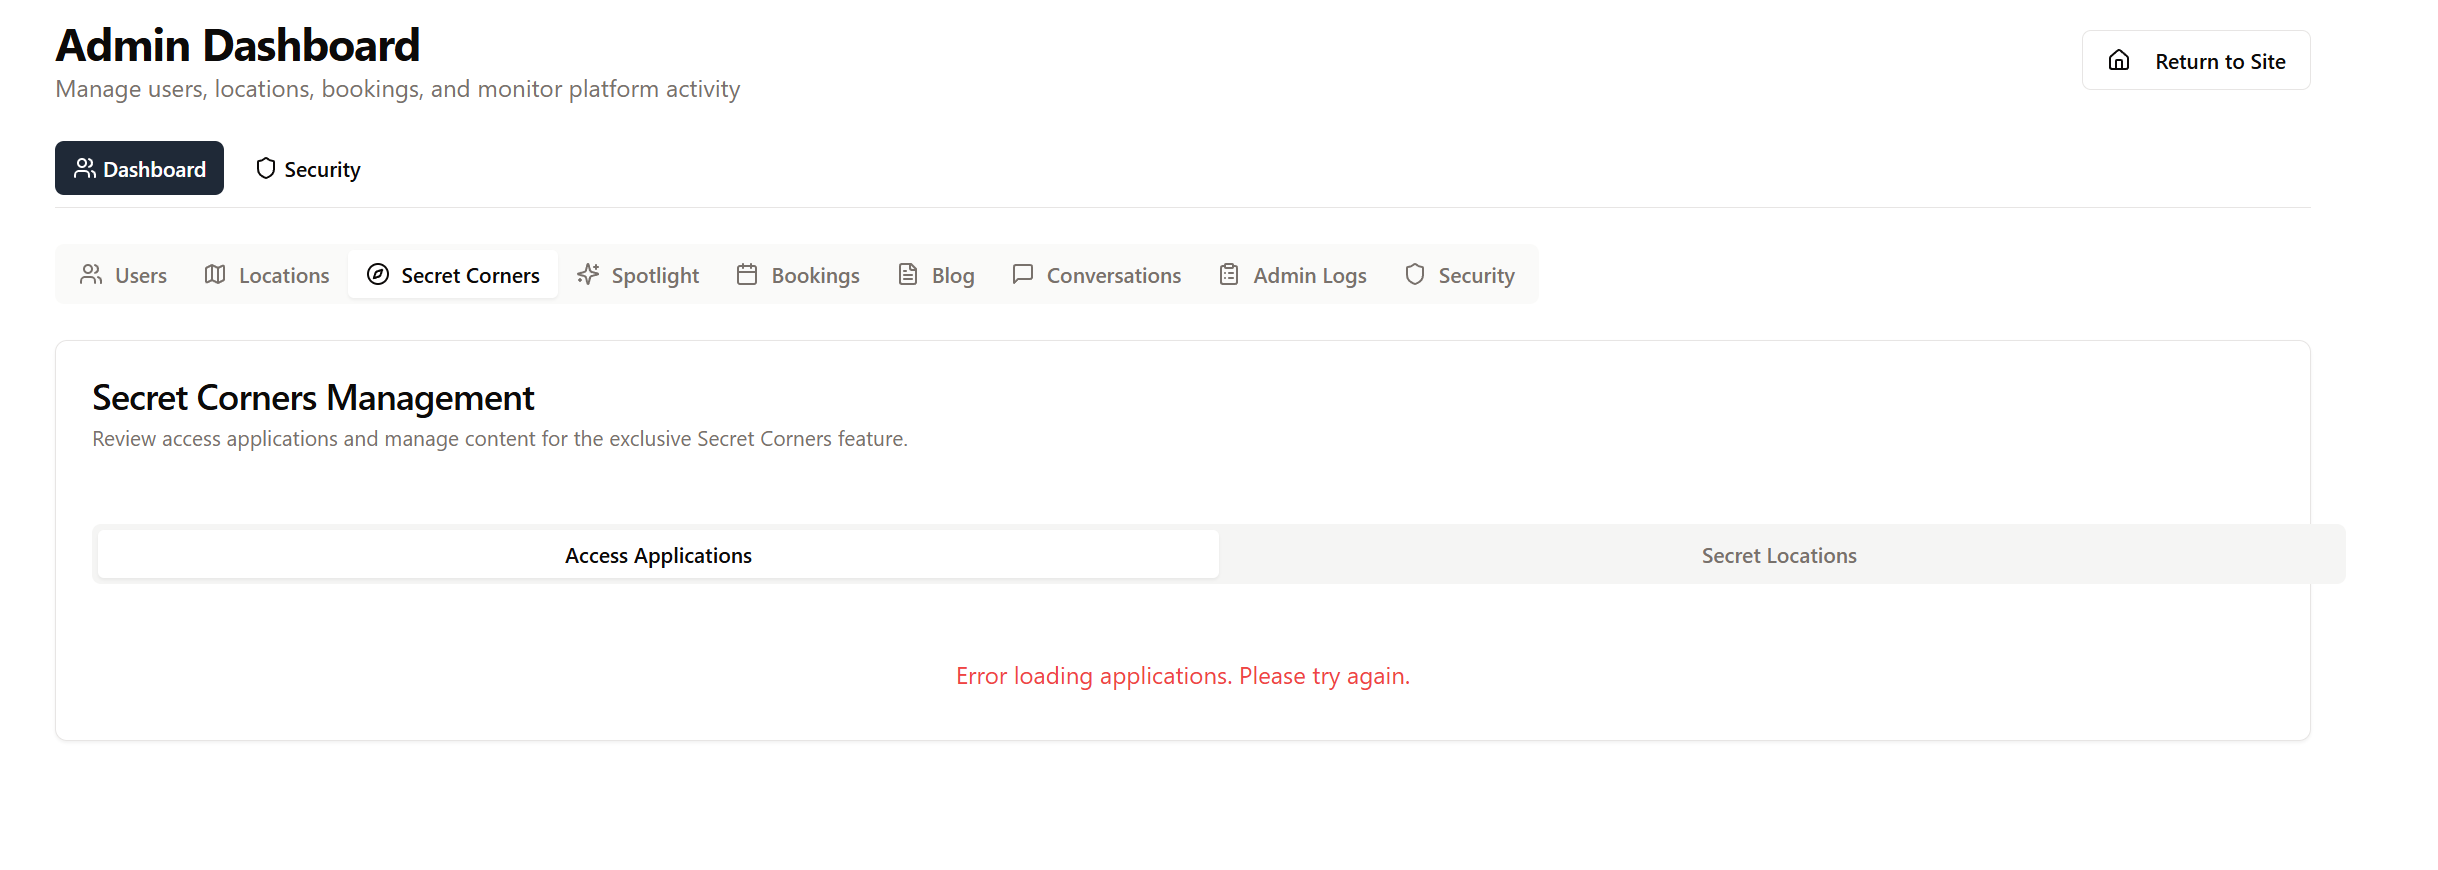 Admin Dashboard
Manage users, locations, bookings, and monitor platform activity
Return to Site
Dashboard
Security
Users
Locations
Secret Corners
Spotlight
Bookings
Blog
Conversations
Admin Logs
Security
Secret Corners Management
Review access applications and manage content for the exclusive Secret Corners feature.
Access Applications
Secret Locations
Error loading applications. Please try again.